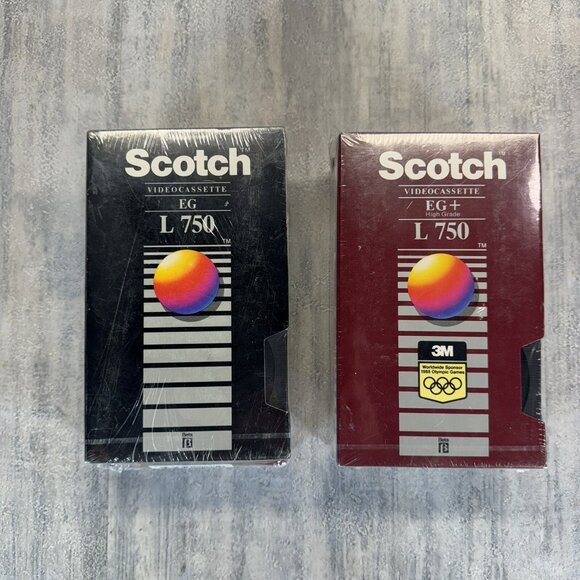 Scotch
VIDEOCASSETTE
EG
L 750
TM
Beta
β
Scotch
VIDEOCASSETTE
EG+
High Grade
L 750
TM
3M
Worldwide Sponsor
1988 Olympic Games
Beta
β